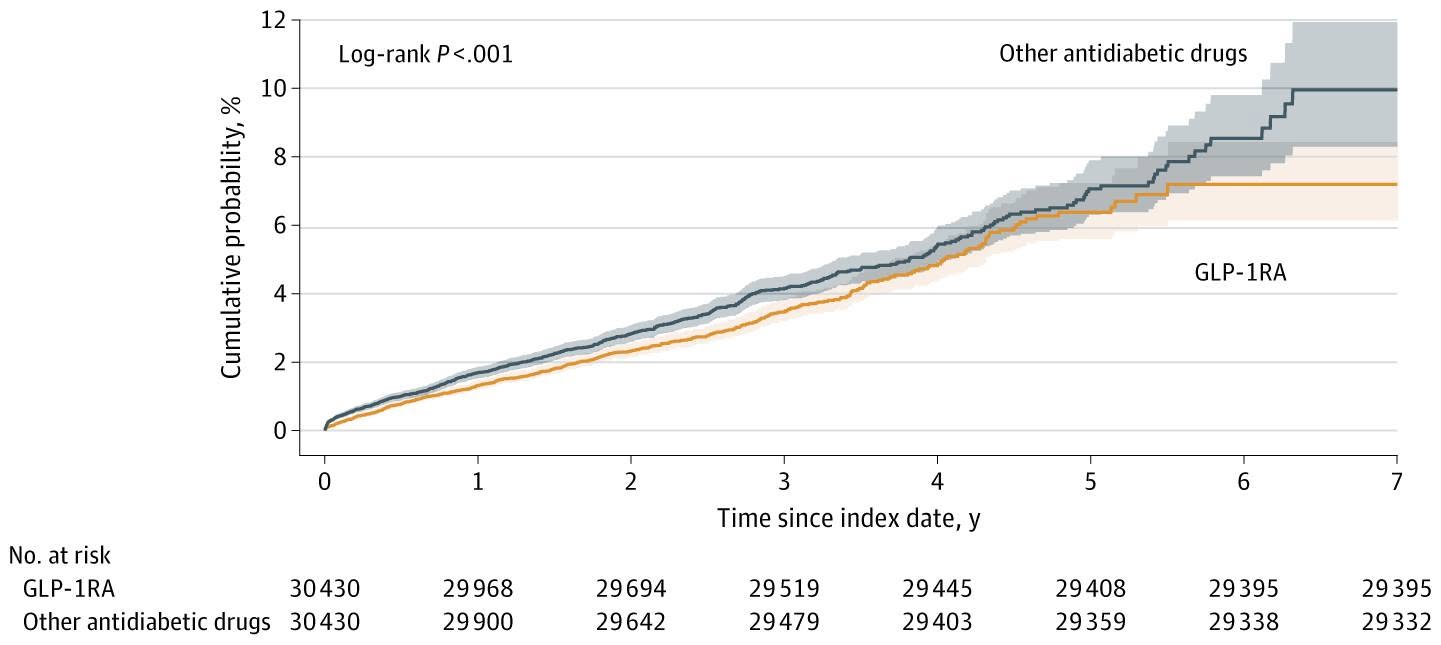 12
10
8
6
4
2
0
Cumulative probability, %
Log-rank P<.001
Other antidiabetic drugs
GLP-1RA
0 1 2 3 4 5 6 7
Time since index date, y
No. at risk
GLP-1RA 30430 29968 29694 29519 29445 29408 29395 29395
Other antidiabetic drugs 30430 29900 29642 29479 29403 29359 29338 29332